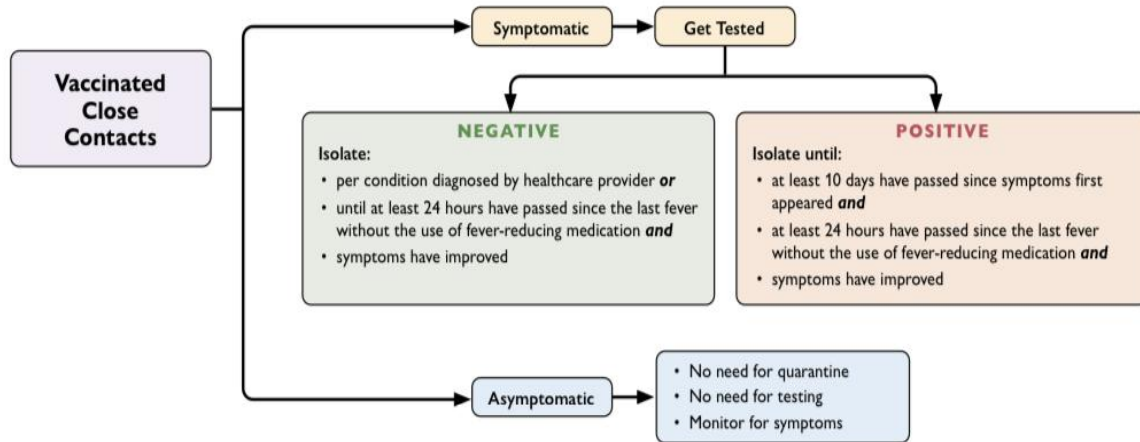 Vaccinated
Close
Contacts
Symptomatic
Get Tested
NEGATIVE
Isolate:
• per condition diagnosed by healthcare provider or
• until at least 24 hours have passed since the last fever
without the use of fever-reducing medication and
• symptoms have improved
POSITIVE
Isolate until:
• at least 10 days have passed since symptoms first
appeared and
• at least 24 hours have passed since the last fever
without the use of fever-reducing medication and
• symptoms have improved
Asymptomatic
• No need for quarantine
• No need for testing
• Monitor for symptoms